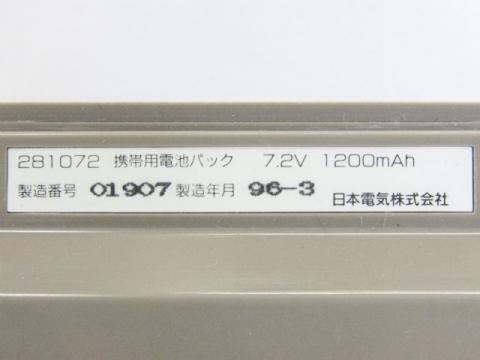 281072 携帯用電池パック 7.2V 1200mAh
製造番号 01907 製造年月 96-3 日本電気株式会社